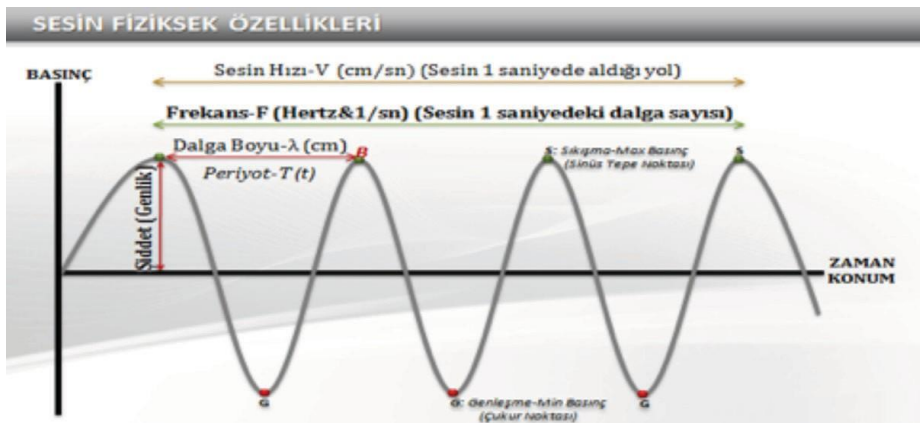 SESİN FİZİKSEK ÖZELLİKLERİ
BASINÇ
Sesin Hızı-V (cm/sn) (Sesin 1 saniyede aldığı yol)
Frekans-F (Hertz&1/sn) (Sesin 1 saniyedeki dalga sayısı)
Dalga Boyu-λ (cm)
B
Periyot-T (t)
S: Sıkışma-Max Basınç
(Sinüs Tepe Noktası)
S
Şiddet (Genlik)
ZAMAN
KONUM
G
G: Genleşme-Min Basınç
(Çukur Noktası)
G